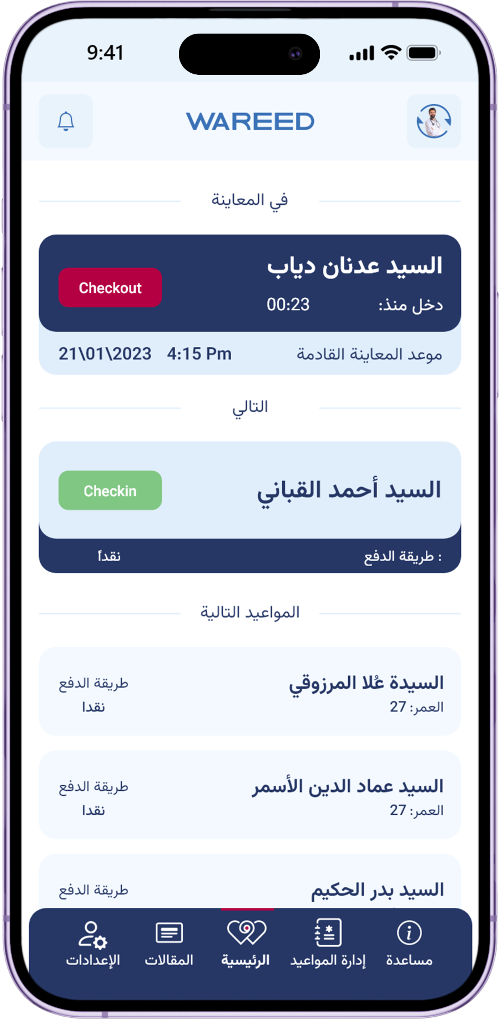 9:41
WAREED
في المعاينة
السيد عدنان دياب
دخل منذ: 00:23
Checkout
موعد المعاينة القادمة 4:15 Pm 21\01\2023
التالي
السيد أحمد القباني
Checkin
: طريقة الدفع نقداً
المواعيد التالية
السيدة عُلا المرزوقي طريقة الدفع
العمر: 27 نقدا
السيد عماد الدين الأسمر طريقة الدفع
العمر: 27 نقدا
السيد بدر الحكيم طريقة الدفع
مساعدة إدارة المواعيد الرئيسية المقالات الإعدادات